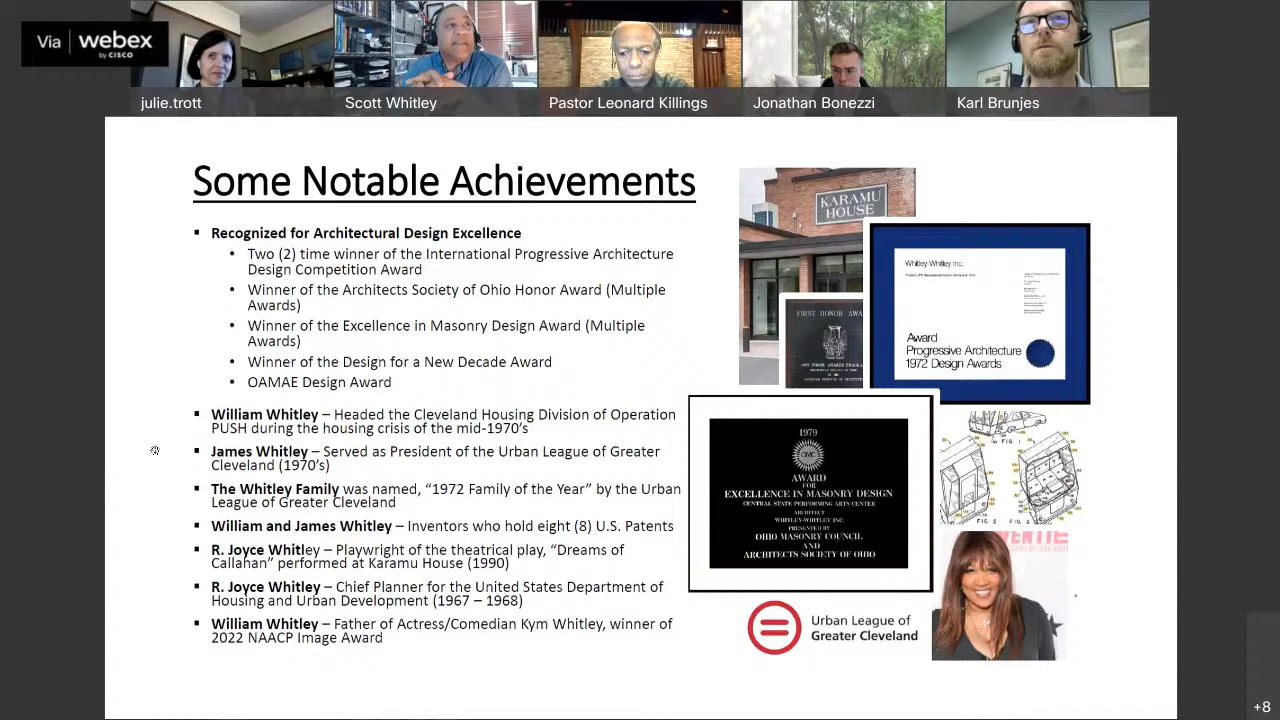 Via webex
by CISCO
julie.trott
Scott Whitley
Pastor Leonard Killings
Jonathan Bonezzi
Karl Brunjes
Some Notable Achievements
Recognized for Architectural Design Excellence
Two (2) time winner of the International Progressive Architecture
Design Competition Award
Winner of the Architects Society of Ohio Honor Award (Multiple
Awards)
Winner of the Excellence in Masonry Design Award (Multiple
Awards)
Winner of the Design for a New Decade Award
OAMAE Design Award
William Whitley – Headed the Cleveland Housing Division of Operation
PUSH during the housing crisis of the mid-1970's
James Whitley – Served as President of the Urban League of Greater
Cleveland (1970's)
The Whitley Family was named, “1972 Family of the Year” by the Urban
League of Greater Cleveland
William and James Whitley – Inventors who hold eight (8) U.S. Patents
R. Joyce Whitley – Playwright of the theatrical play, “Dreams of
Callahan” performed at Karamu House (1990)
R. Joyce Whitley – Chief Planner for the United States Department of
Housing and Urban Development (1967 – 1968)
William Whitley – Father of Actress/Comedian Kym Whitley, winner of
2022 NAACP Image Award
KARAMU
HOUSE
FIRST HONOR AWA
Whitley-Whitley Inc.
Award
Progressive Architecture
1972 Design Awards
1979
AWARD
FOR
EXCELLENCE IN MASONRY DESIGN
CENTRAL STATE PERFORMING ARTS CENTER
ARCHITECT
WHITLEY-WHITLEY INC.
PRESENTED BY
OHIO MASONRY COUNCIL
AND
ARCHITECTS SOCIETY OF OHIO
FIG. 1
FIG. 2
Urban League of
Greater Cleveland
+8